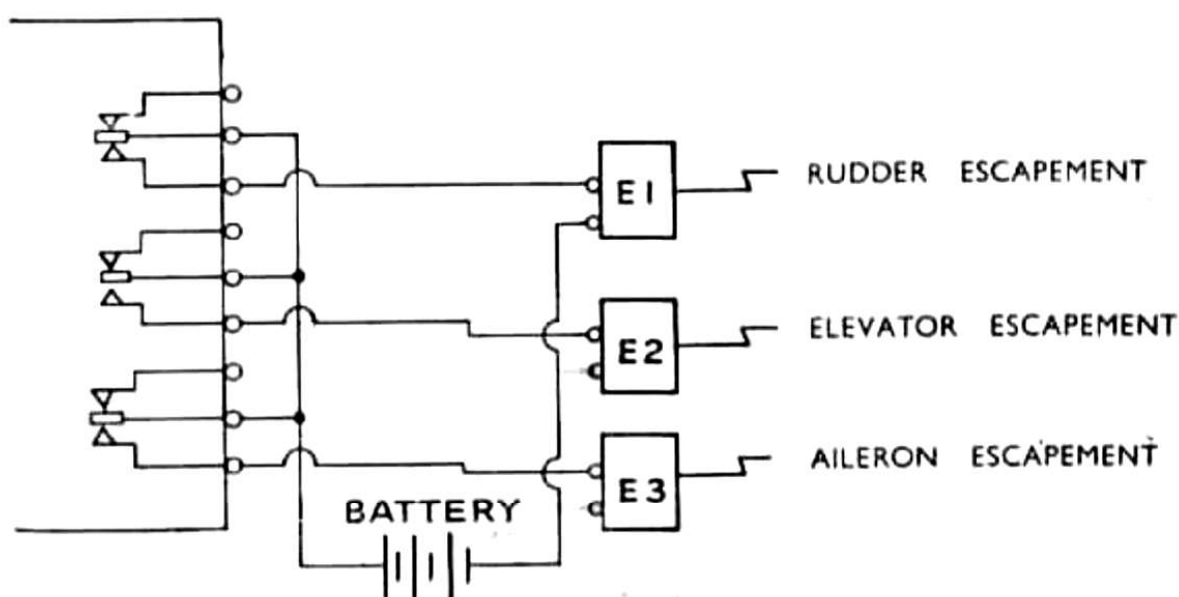 E1
RUDDER ESCAPEMENT
E2
ELEVATOR ESCAPEMENT
E3
AILERON ESCAPEMENT
BATTERY